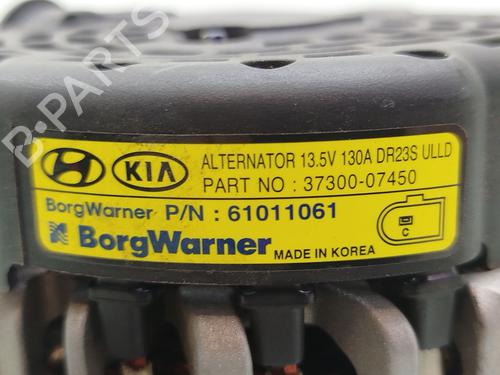 B-PARTS
KIA
ALTERNATOR 13.5V 130A DR23S ULLD
PART NO : 37300-07450
BorgWarner P/N : 61011061
BorgWarner
MADE IN KOREA
C